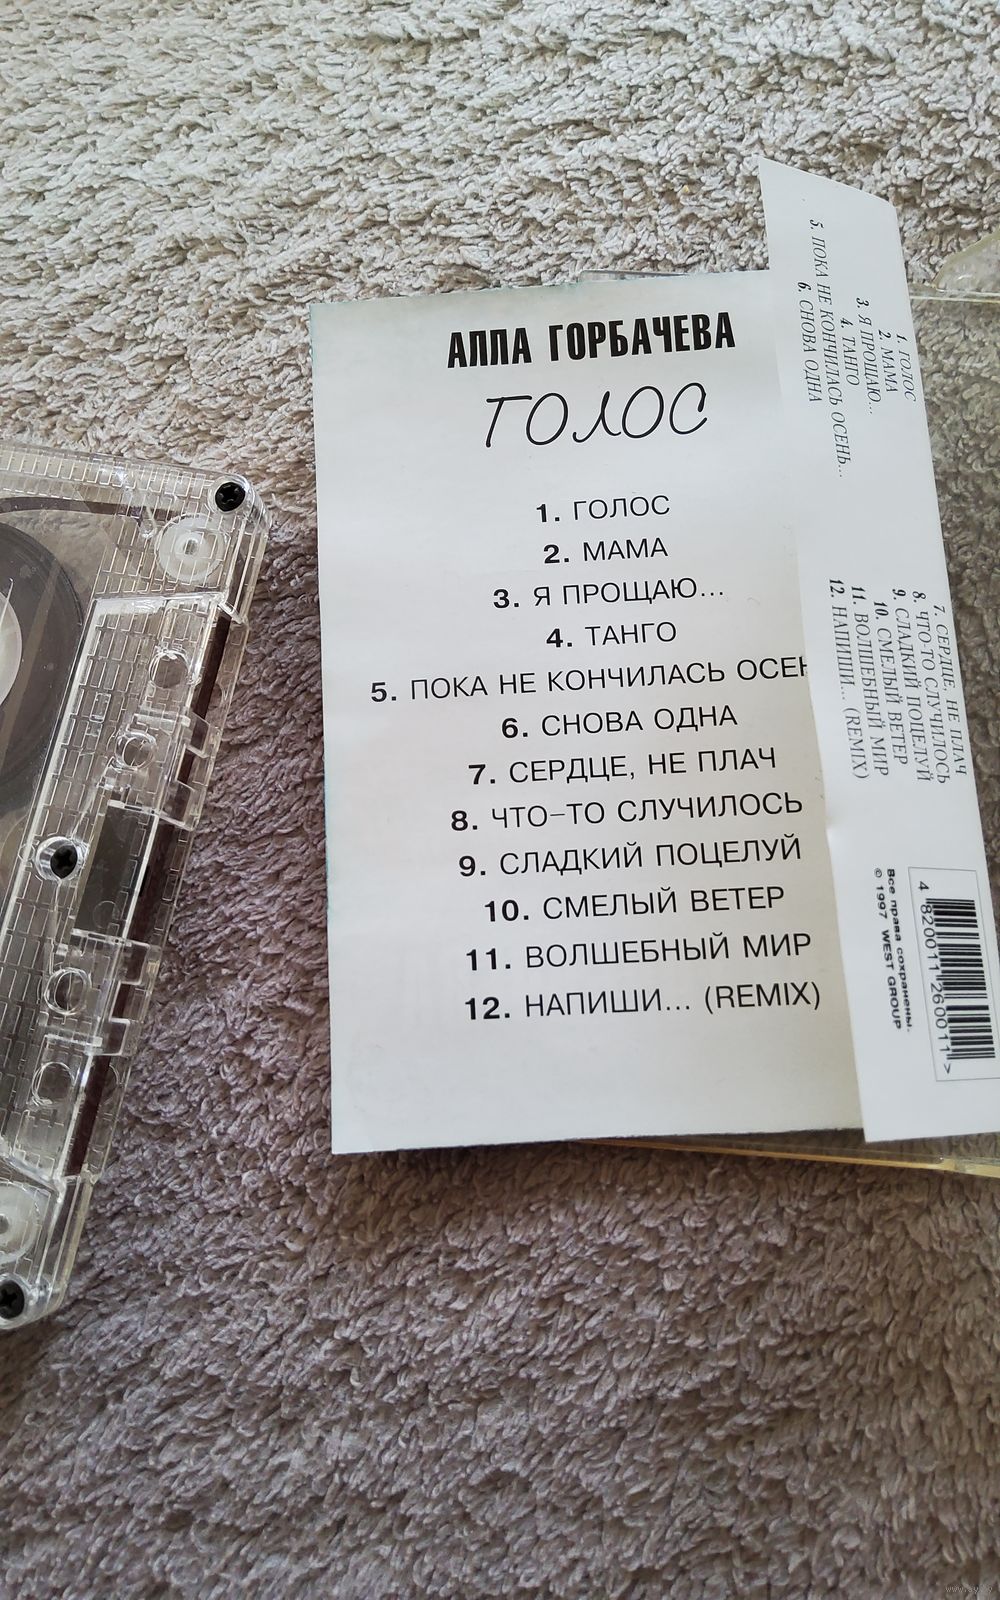 АЛЛА ГОРБАЧЕВА
ГОЛОС
1. ГОЛОС
2. МАМА
3. Я ПРОЩАЮ...
4. ТАНГО
5. ПОКА НЕ КОНЧИЛАСЬ ОСЕН
6. СНОВА ОДНА
7. СЕРДЦЕ, НЕ ПЛАЧ
8. ЧТО-ТО СЛУЧИЛОСЬ
9. СЛАДКИЙ ПОЦЕЛУЙ
10. СМЕЛЫЙ ВЕТЕР
11. ВОЛШЕБНЫЙ МИР
12. НАПИШИ... (REMIX)
1. ГОЛОС
2. МАМА
3. Я ПРОЩАЮ...
4. ТАНГО
5. ПОКА НЕ КОНЧИЛАСЬ ОСЕНЬ...
6. СНОВА ОДНА
7. СЕРДЦЕ, НЕ ПЛАЧ
8. ЧТО-ТО СЛУЧИЛОСЬ
9. СЛАДКИЙ ПОЦЕЛУЙ
10. СМЕЛЫЙ ВЕТЕР
11. ВОЛШЕБНЫЙ МИР
12. НАПИШИ... (REMIX)
4 820011 260011 >
Все права сохранены.
© 1997 WEST GROUP